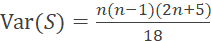 Var(S) = n(n−1)(2n+5)/18